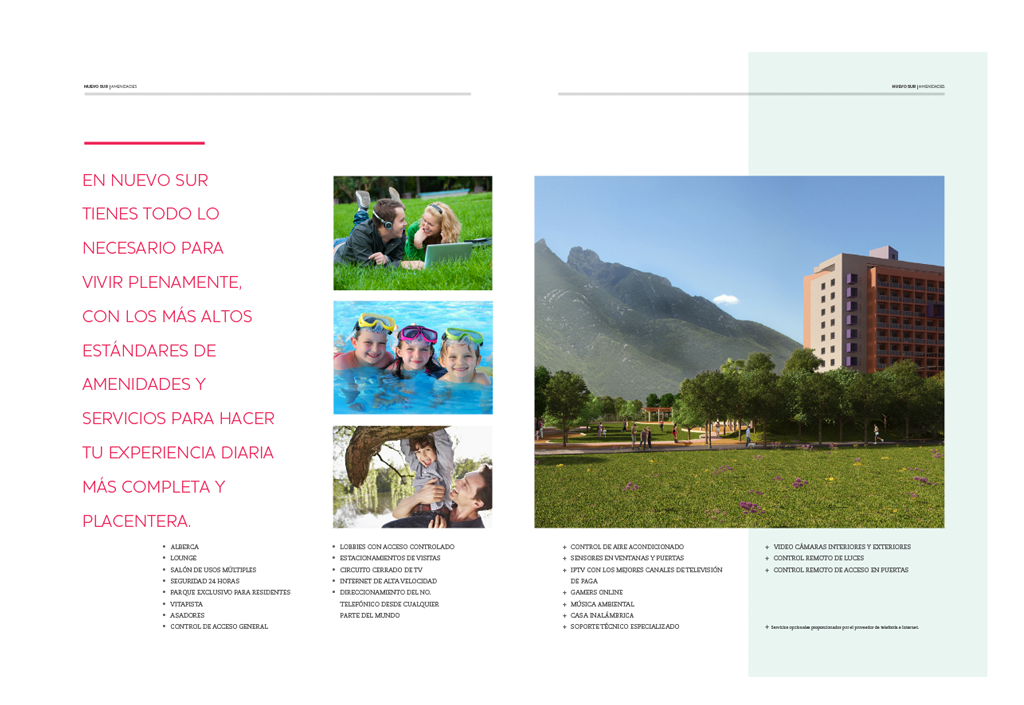 NUEVO SUR | AMENIDADES
NUEVO SUR | AMENIDADES
EN NUEVO SUR
TIENES TODO LO
NECESARIO PARA
VIVIR PLENAMENTE,
CON LOS MÁS ALTOS
ESTÁNDARES DE
AMENIDADES Y
SERVICIOS PARA HACER
TU EXPERIENCIA DIARIA
MÁS COMPLETA Y
PLACENTERA.
• ALBERCA
• LOUNGE
• SALÓN DE USOS MÚLTIPLES
• SEGURIDAD 24 HORAS
• PARQUE EXCLUSIVO PARA RESIDENTES
• VITAPISTA
• ASADORES
• CONTROL DE ACCESO GENERAL
• LOBBIES CON ACCESO CONTROLADO
• ESTACIONAMIENTOS DE VISITAS
• CIRCUITO CERRADO DE TV
• INTERNET DE ALTA VELOCIDAD
• DIRECCIONAMIENTO DEL NO.
TELEFÓNICO DESDE CUALQUIER
PARTE DEL MUNDO
+ CONTROL DE AIRE ACONDICIONADO
+ SENSORES EN VENTANAS Y PUERTAS
+ IPTV CON LOS MEJORES CANALES DE TELEVISIÓN
DE PAGA
+ GAMERS ONLINE
+ MÚSICA AMBIENTAL
+ CASA INALÁMBRICA
+ SOPORTE TÉCNICO ESPECIALIZADO
+ VIDEO CÁMARAS INTERIORES Y EXTERIORES
+ CONTROL REMOTO DE LUCES
+ CONTROL REMOTO DE ACCESO EN PUERTAS
+ Servicios opcionales proporcionados por el proveedor de telefonía e Internet.